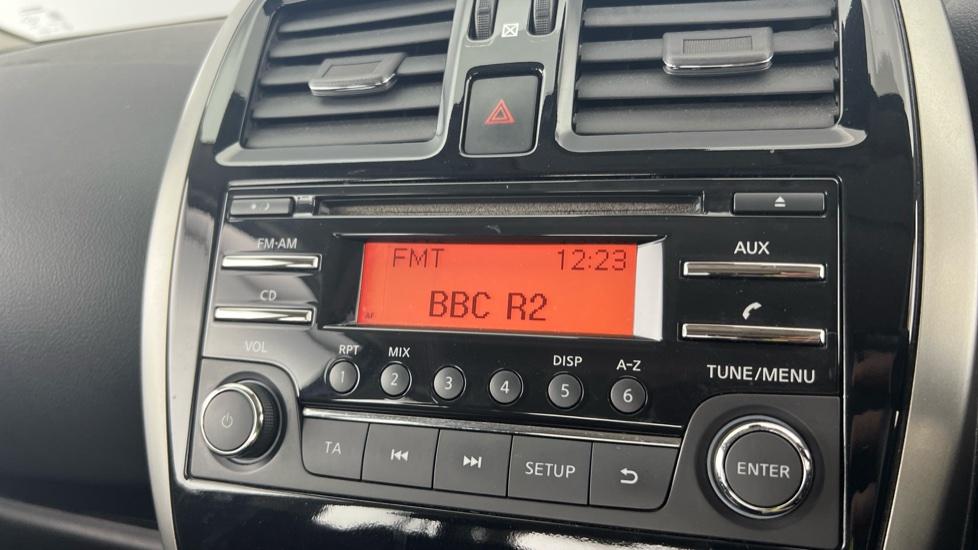 FM·AM
CD
VOL
FMT 12:23
AF
BBC R2
AUX
RPT MIX DISP A-Z
1 2 3 4 5 6
TUNE/MENU
TA SETUP
ENTER